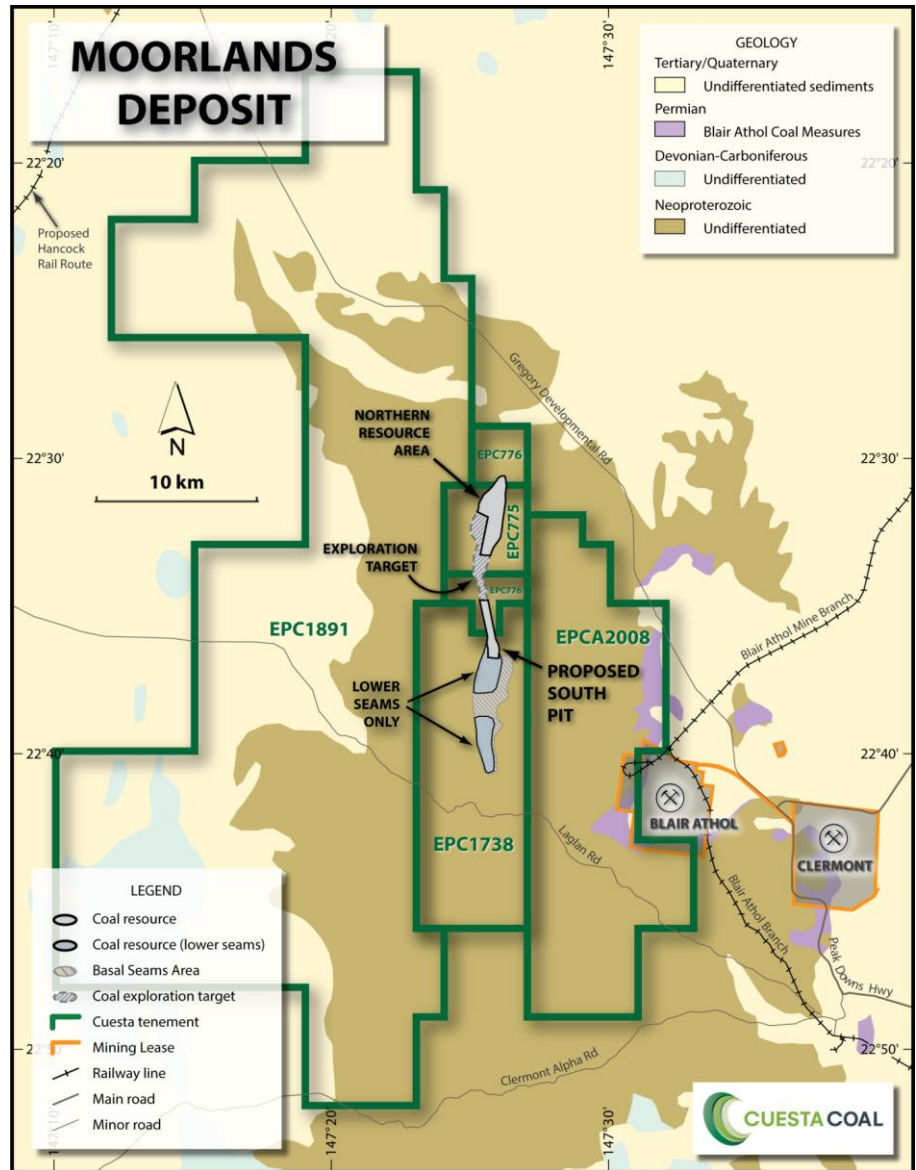 MOORLANDS
DEPOSIT
147°10'
147°30'
GEOLOGY
Tertiary/Quaternary
Undifferentiated sediments
Permian
Blair Athol Coal Measures
Devonian-Carboniferous
Undifferentiated
Neoproterozoic
Undifferentiated
22°20'
22°20'
Proposed
Hancock
Rail Route
Gregory Developmental Rd
N
10 km
NORTHERN
RESOURCE
AREA
22°30'
22°30'
EPC776
EPC775
EXPLORATION
TARGET
EPC776
EPC1891
EPCA2008
Blair Athol Mine Branch
PROPOSED
SOUTH
PIT
LOWER
SEAMS
ONLY
22°40'
22°40'
BLAIR ATHOL
CLERMONT
EPC1738
Laglan Rd
Blair Athol Branch
Peak Downs Hwy
LEGEND
Coal resource
Coal resource (lower seams)
Basal Seams Area
Coal exploration target
Cuesta tenement
Mining Lease
Railway line
Main road
Minor road
22°50'
Clermont Alpha Rd
147°10'
147°20'
147°30'
CUESTA COAL